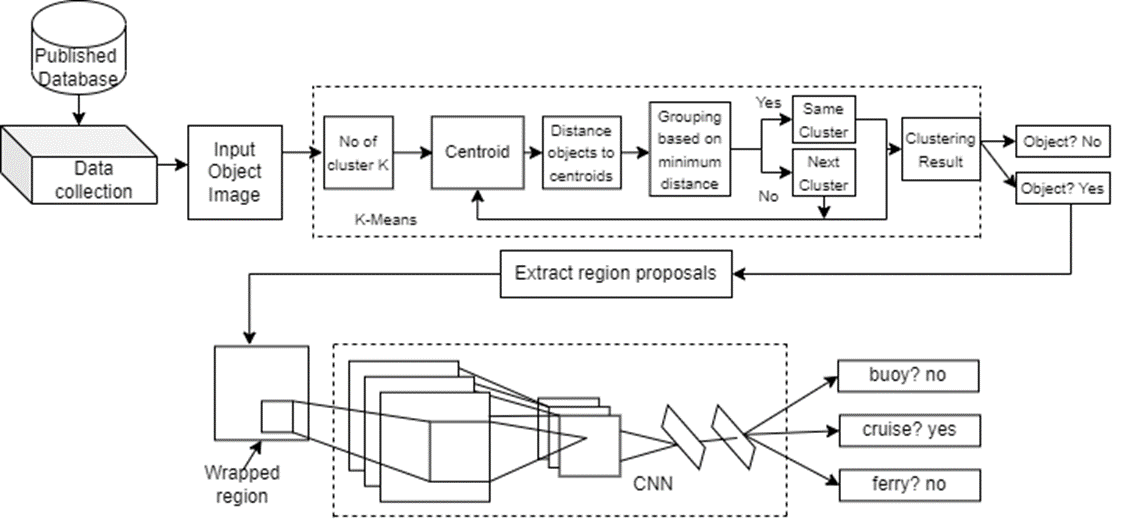 Published
Database
Data
collection
Input
Object
Image
No of
cluster K
Centroid
Distance
objects to
centroids
Grouping
based on
minimum
distance
Yes
No
Same
Cluster
Next
Cluster
Clustering
Result
Object? No
Object? Yes
K-Means
Extract region proposals
Wrapped
region
CNN
buoy? no
cruise? yes
ferry? no